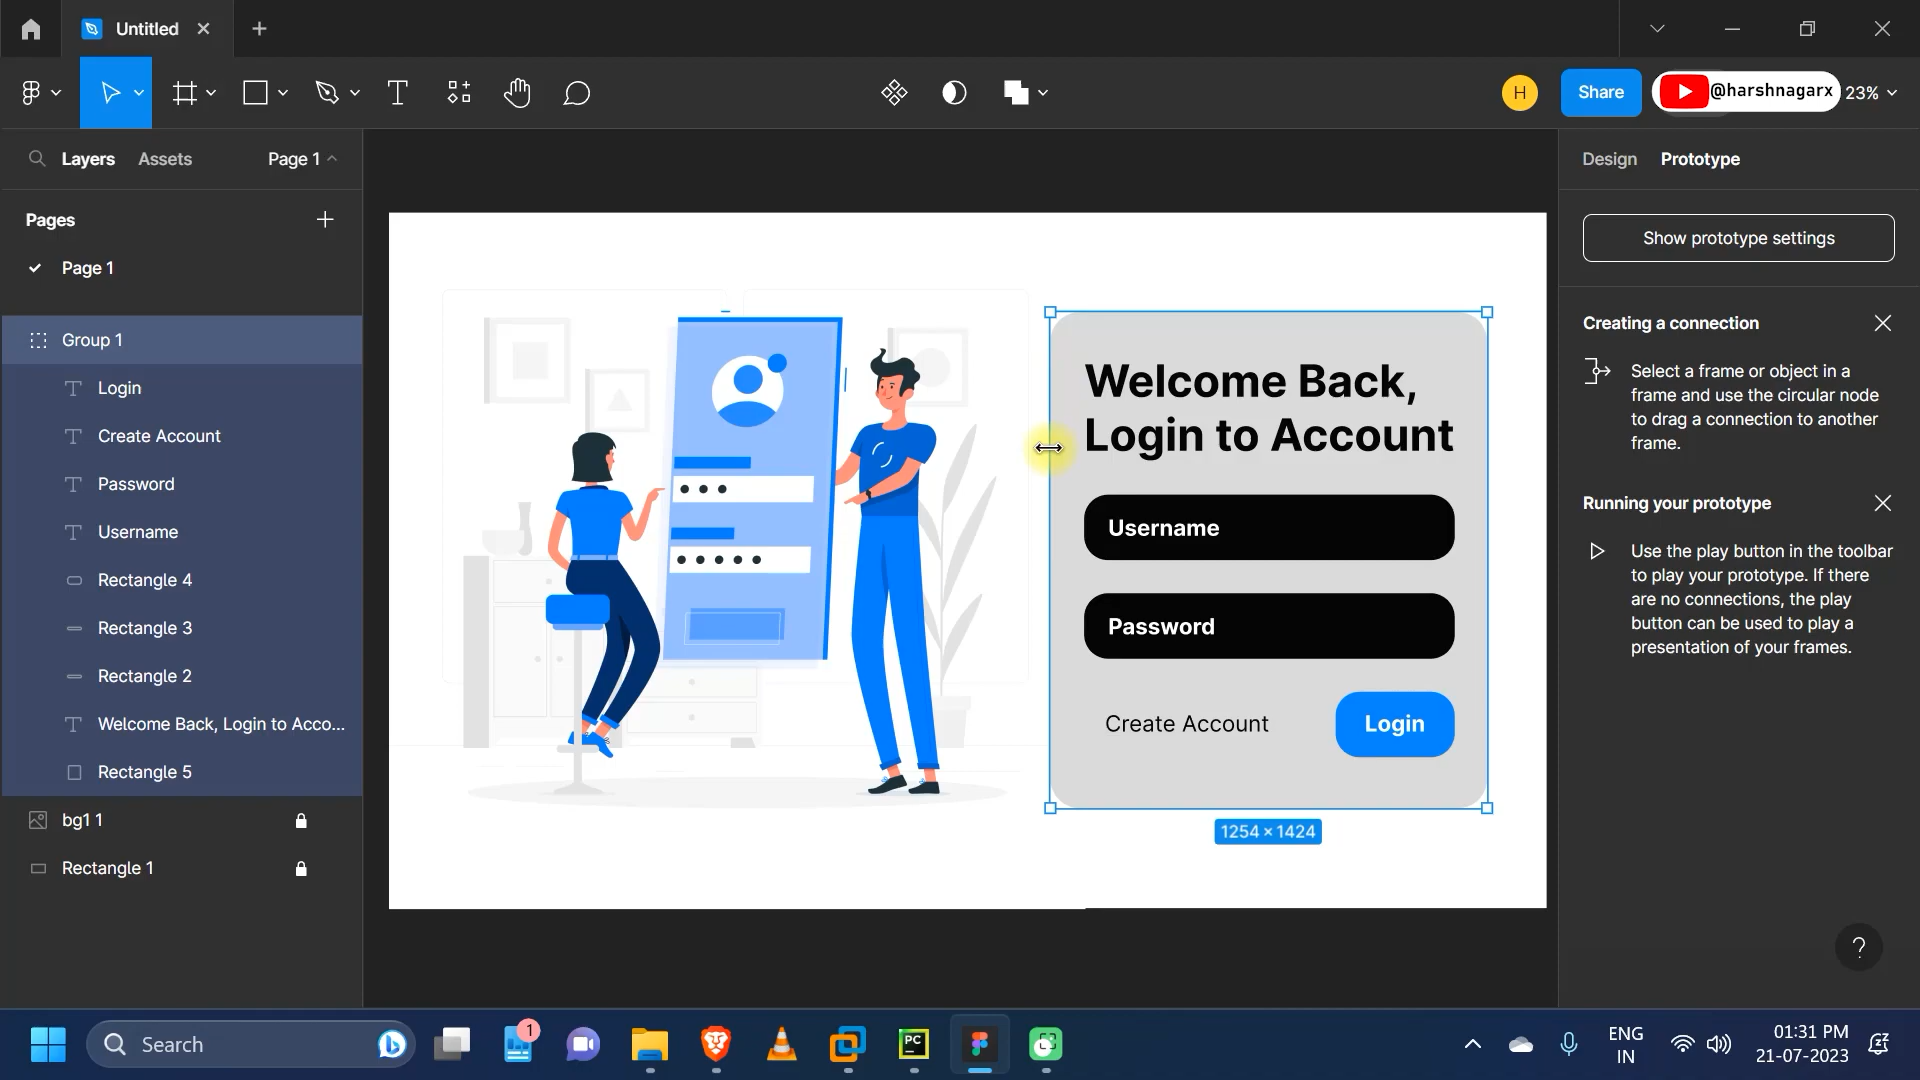 Untitled
Share
@harshnagarx
23%
H
Layers
Assets
Page 1
Design
Prototype
Pages
Page 1
Group 1
Login
Create Account
Password
Username
Rectangle 4
Rectangle 3
Rectangle 2
Welcome Back, Login to Acco...
Rectangle 5
bg1 1
Rectangle 1
Welcome Back,
Login to Account
Username
Password
Create Account
Login
1254 × 1424
Show prototype settings
Creating a connection
Select a frame or object in a
frame and use the circular node
to drag a connection to another
frame.
Running your prototype
Use the play button in the toolbar
to play your prototype. If there
are no connections, the play
button can be used to play a
presentation of your frames.
?
Search
1
PC
ENG
IN
01:31 PM
21-07-2023